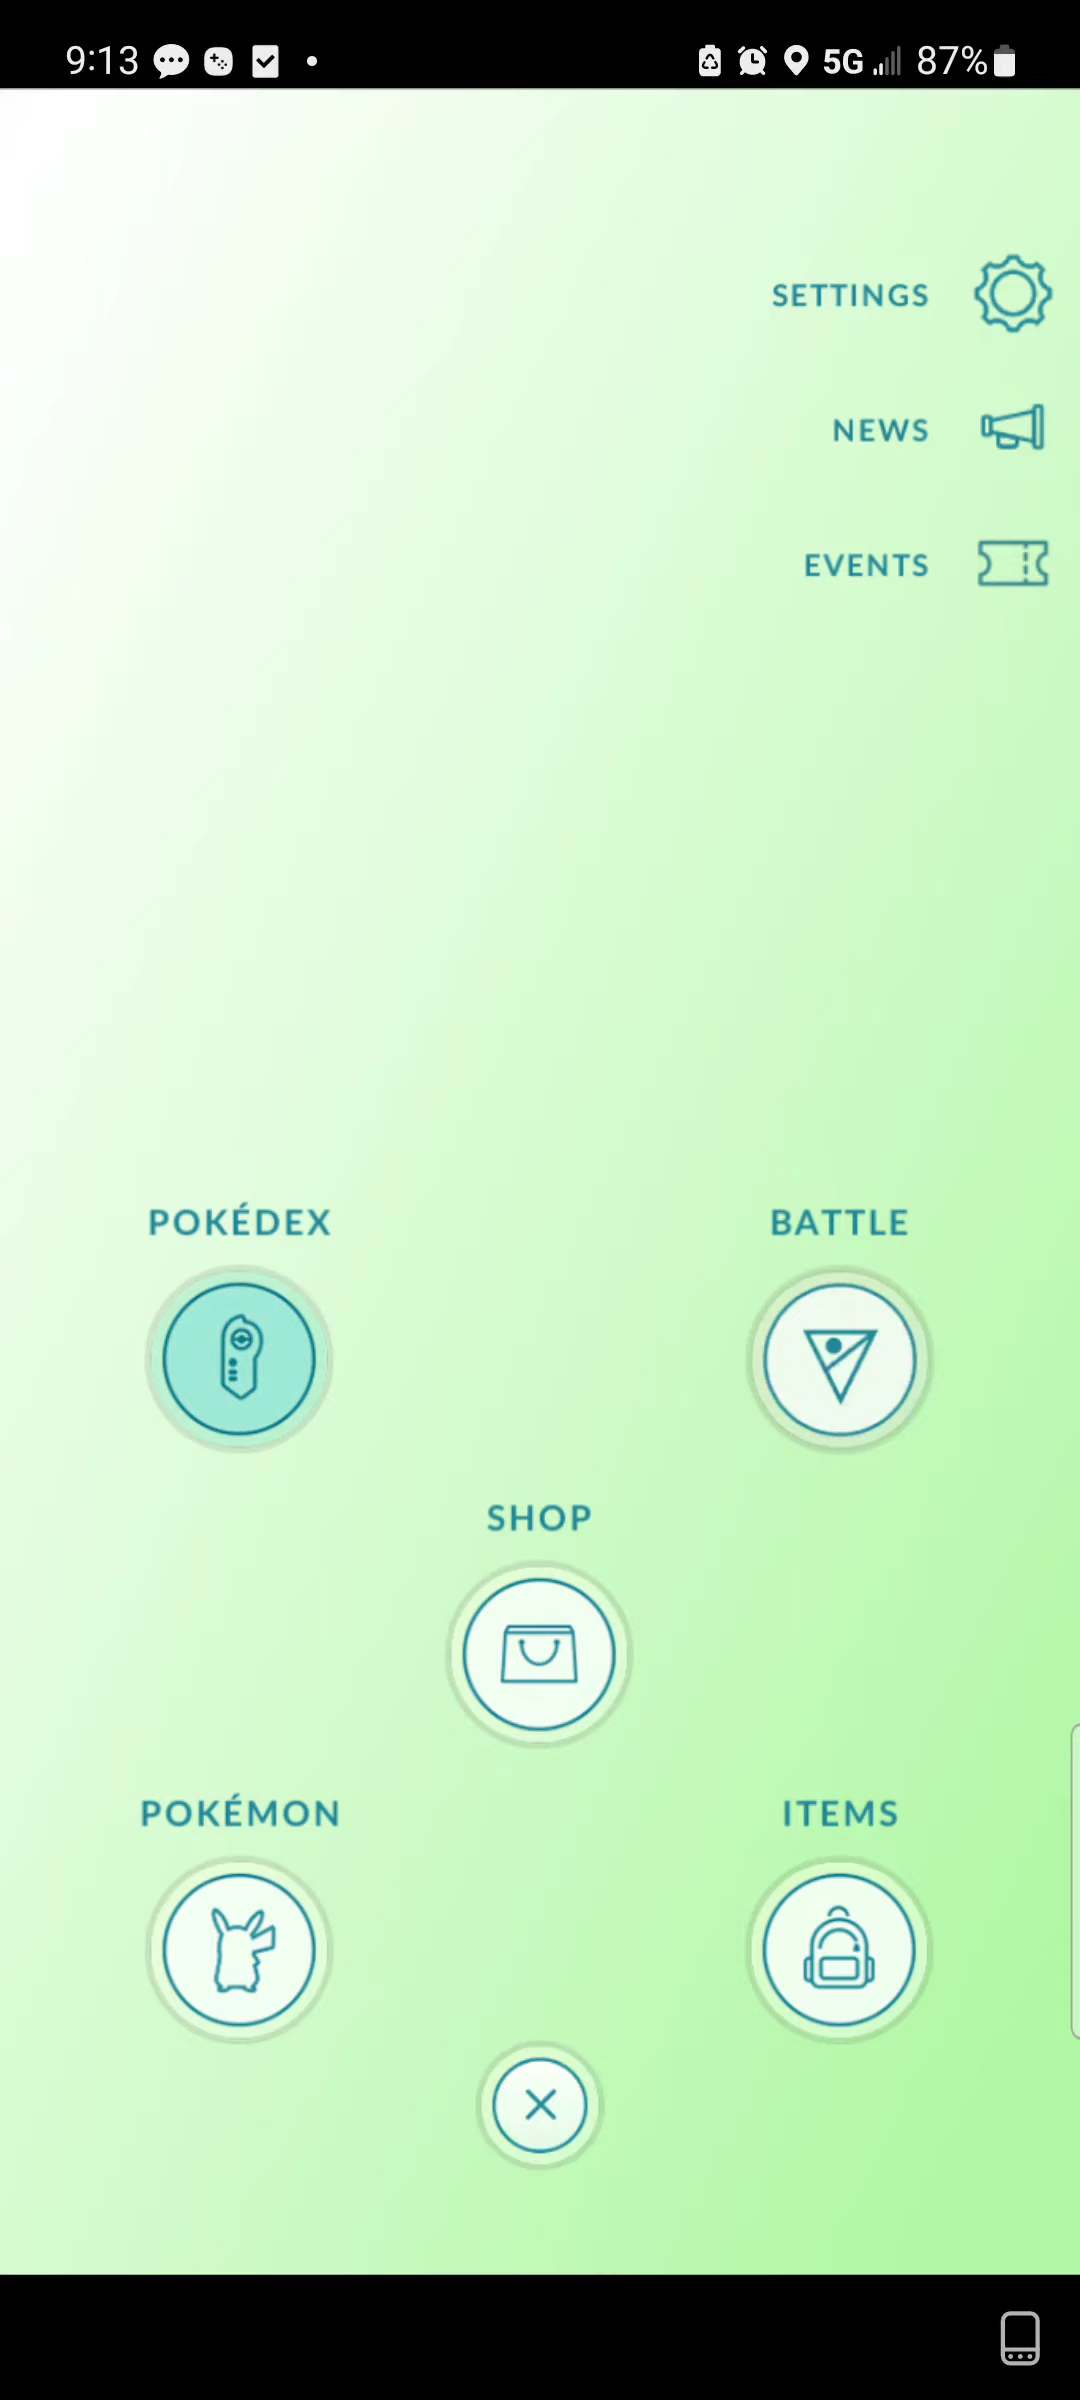 9:13 5G 87%
SETTINGS
NEWS
EVENTS
POKÉDEX BATTLE
SHOP
POKÉMON ITEMS